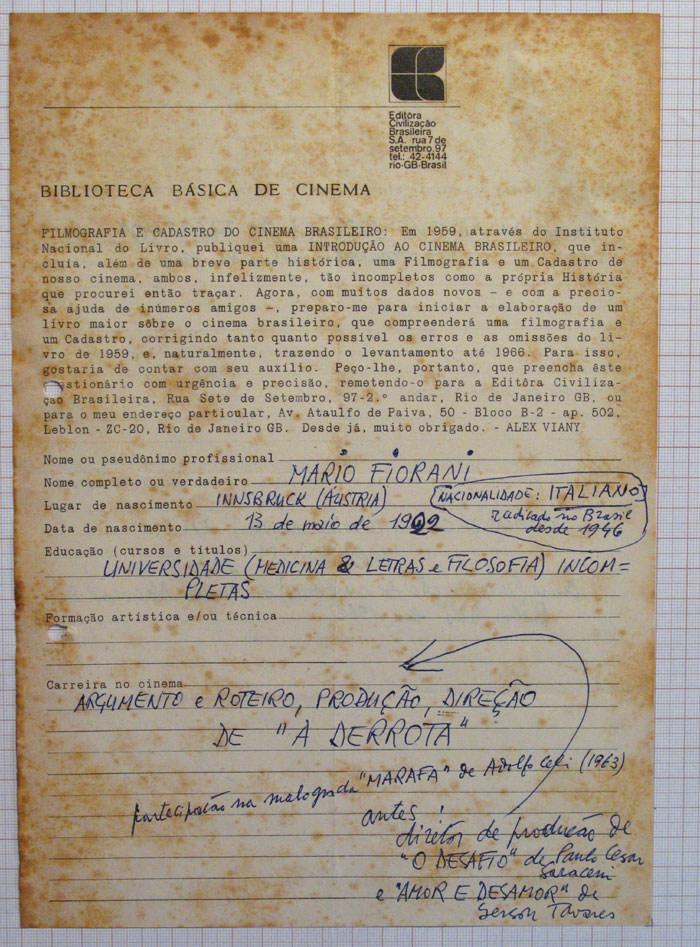 Editôra
Civilização
Brasileira
S.A. rua 7 de
setembro, 97
tel.: 42-4144
rio-GB-Brasil
BIBLIOTECA BÁSICA DE CINEMA
FILMOGRAFIA E CADASTRO DO CINEMA BRASILEIRO: Em 1959, através do Instituto
Nacional do Livro, publiquei uma INTRODUÇÃO AO CINEMA BRASILEIRO, que in-
cluia, além de uma breve parte histórica, uma Filmografia e um Cadastro de
nosso cinema, ambos, infelizmente, tão incompletos como a própria História
que procurei então traçar. Agora, com muitos dados novos - e com a precio-
sa ajuda de inúmeros amigos -, preparo-me para iniciar a elaboração de um
livro maior sôbre o cinema brasileiro, que compreenderá uma filmografia e
um Cadastro, corrigindo tanto quanto possível os erros e as omissões do li-
vro de 1959, e, naturalmente, trazendo o levantamento até 1966. Para isso,
gostaria de contar com seu auxílio. Peço-lhe, portanto, que preencha êste
questionário com urgência e precisão, remetendo-o para a Editôra Civiliza-
ção Brasileira, Rua Sete de Setembro, 97-2.º andar, Rio de Janeiro GB, ou
para o meu endereço particular, Av. Ataulfo de Paiva, 50 - Bloco B-2 - ap. 502,
Leblon - ZC-20, Rio de Janeiro GB. Desde já, muito obrigado. - ALEX VIANY
Nome ou pseudônimo profissional
Nome completo ou verdadeiro MARIO FIORANI
Lugar de nascimento INNSBRUCK (ÁUSTRIA)
NACIONALIDADE: ITALIANO
radicado no Brasil
desde 1946
Data de nascimento 13 de maio de 1922
Educação (cursos e títulos)
UNIVERSIDADE (MEDICINA & LETRAS e FILOSOFIA) INCOM=
PLETAS
Formação artística e/ou técnica
Carreira no cinema
ARGUMENTO e ROTEIRO, PRODUÇÃO, DIREÇÃO
DE "A DERROTA"
participação na malograda "MARAFA" de Adolfo Celi (1963)
antes!
diretor de produção de
"O DESAFIO" de Paulo Cesar
Saraceni
e "AMOR E DESAMOR" de
Gerson Tavares